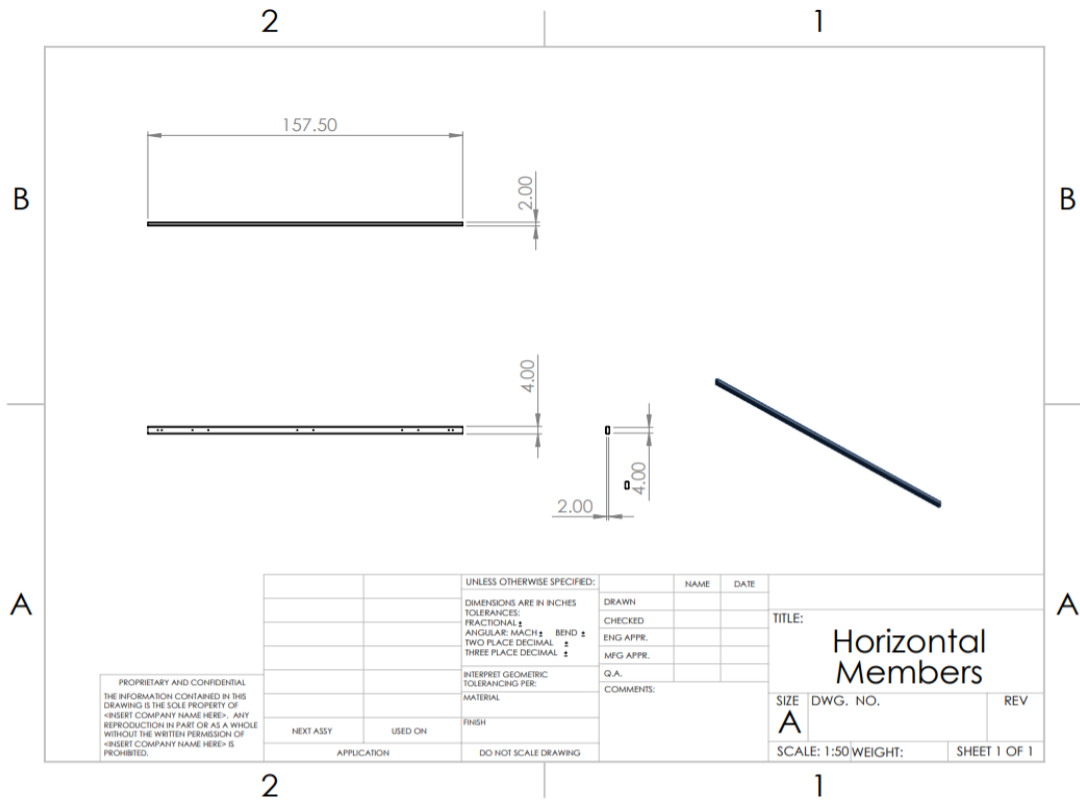 2
1
157.50
2.00
B
B
4.00
4.00
2.00
A
A
UNLESS OTHERWISE SPECIFIED:
DIMENSIONS ARE IN INCHES
TOLERANCES:
FRACTIONAL ±
ANGULAR: MACH ± BEND ±
TWO PLACE DECIMAL ±
THREE PLACE DECIMAL ±
INTERPRET GEOMETRIC
TOLERANCING PER:
MATERIAL
FINISH
DO NOT SCALE DRAWING
NAME DATE
DRAWN
CHECKED
ENG APPR.
MFG APPR.
Q.A.
COMMENTS:
TITLE:
Horizontal
Members
SIZE DWG. NO. REV
A
SCALE: 1:50 WEIGHT: SHEET 1 OF 1
PROPRIETARY AND CONFIDENTIAL
THE INFORMATION CONTAINED IN THIS
DRAWING IS THE SOLE PROPERTY OF
<INSERT COMPANY NAME HERE>. ANY
REPRODUCTION IN PART OR AS A WHOLE
WITHOUT THE WRITTEN PERMISSION OF
<INSERT COMPANY NAME HERE> IS
PROHIBITED.
NEXT ASSY USED ON
APPLICATION
2
1